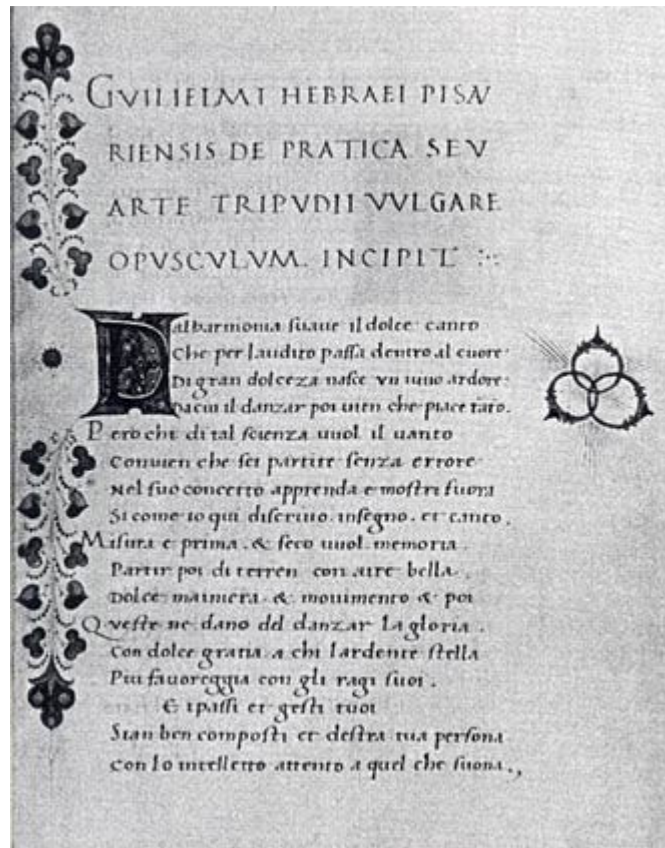 GVILIELMI HEBRAEI PISAV
RIENSIS DE PRATICA SEV
ARTE TRIPVDII VVLGARE
OPVSCVLVM. INCIPIT
Dalharmonia suaue il dolce canto
Che per laudito passa dentro al cuore
Di gran dolceza nasce vn uiuo ardore
Da cui il danzar poi uien che piace tāto.
Pero chi di tal scienza uuol il uanto
Conuien che sei partite senza errore
Nel suo concetto apprenda e mostri fuora
Si come io qui descriuo. insegno. et canto.
Misura e prima. & seco uuol memoria.
Partir poi di terren con aire bella.
Dolce mainiera. & mouimento & poi
Queste ne dano del danzar la gloria.
Con dolce gratia a chi lardente stella
Piu fauoreggia con gli ragi suoi.
E i passi et gesti tuoi
Sian ben composti et destra tua persona
Con lo intelletto attento a quel che suona.,